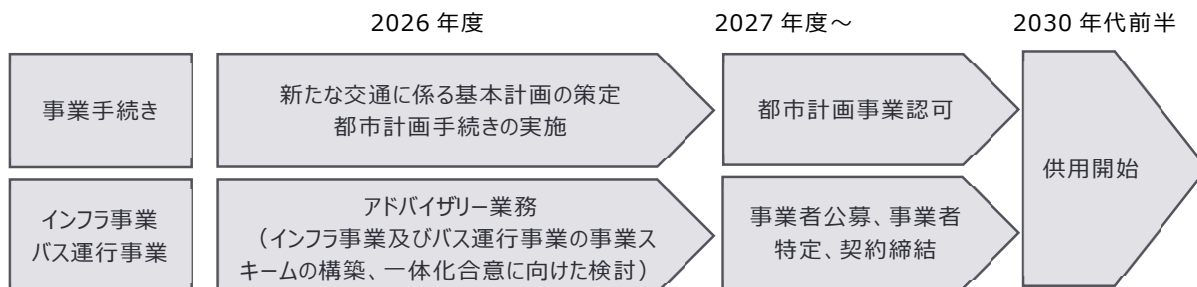 2026 年度
2027 年度～
2030 年代前半
事業手続き
新たな交通に係る基本計画の策定
都市計画手続きの実施
都市計画事業認可
供用開始
インフラ事業
バス運行事業
アドバイザリー業務
（インフラ事業及びバス運行事業の事業ス
キームの構築、一体化合意に向けた検討）
事業者公募、事業者
特定、契約締結